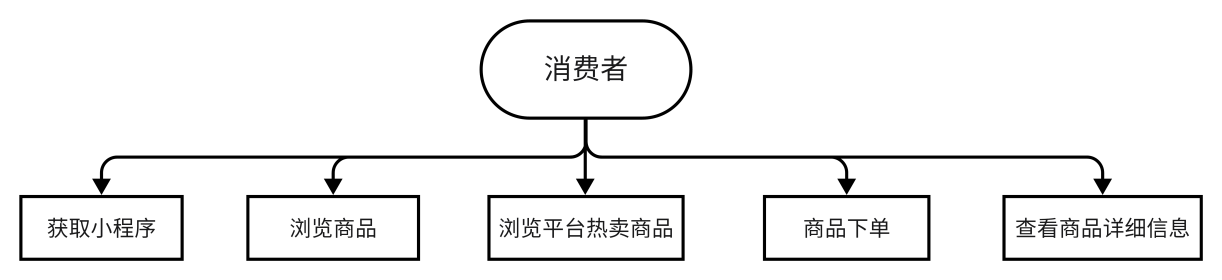 消费者
获取小程序
浏览商品
浏览平台热卖商品
商品下单
查看商品详细信息